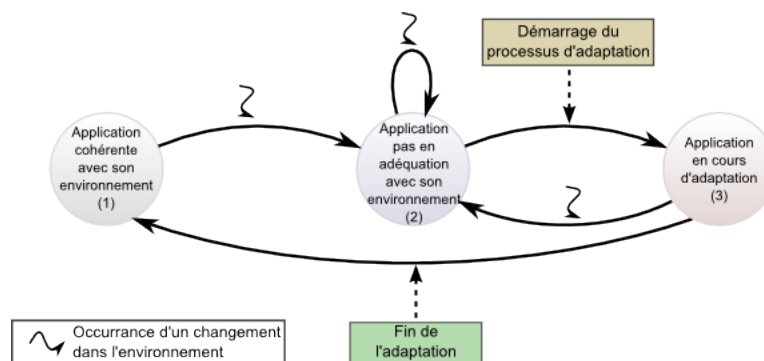 Démarrage du
processus d'adaptation
Application
cohérente
avec son
environnement
(1)
Application
pas en
adéquation
avec son
environnement
(2)
Application
en cours
d'adaptation
(3)
Occurrance d'un changement
dans l'environnement
Fin de
l'adaptation